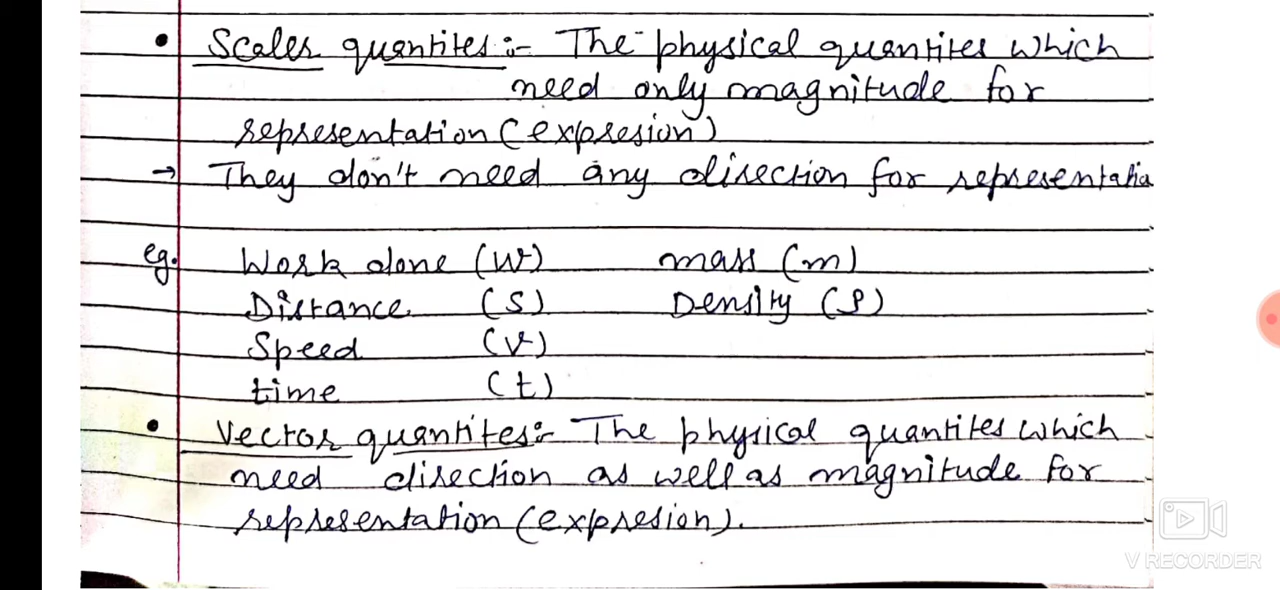 • Scaler quantites :- The physical quantites which
need only magnitude for
representation (expresion)
→ They don't need any direction for representatio
eg. Work done (W) mass (m)
Distance (S) Density (ρ)
Speed (v)
time (t)
• Vector quantites :- The physical quantites which
need direction as well as magnitude for
representation (expresion).
V RECORDER